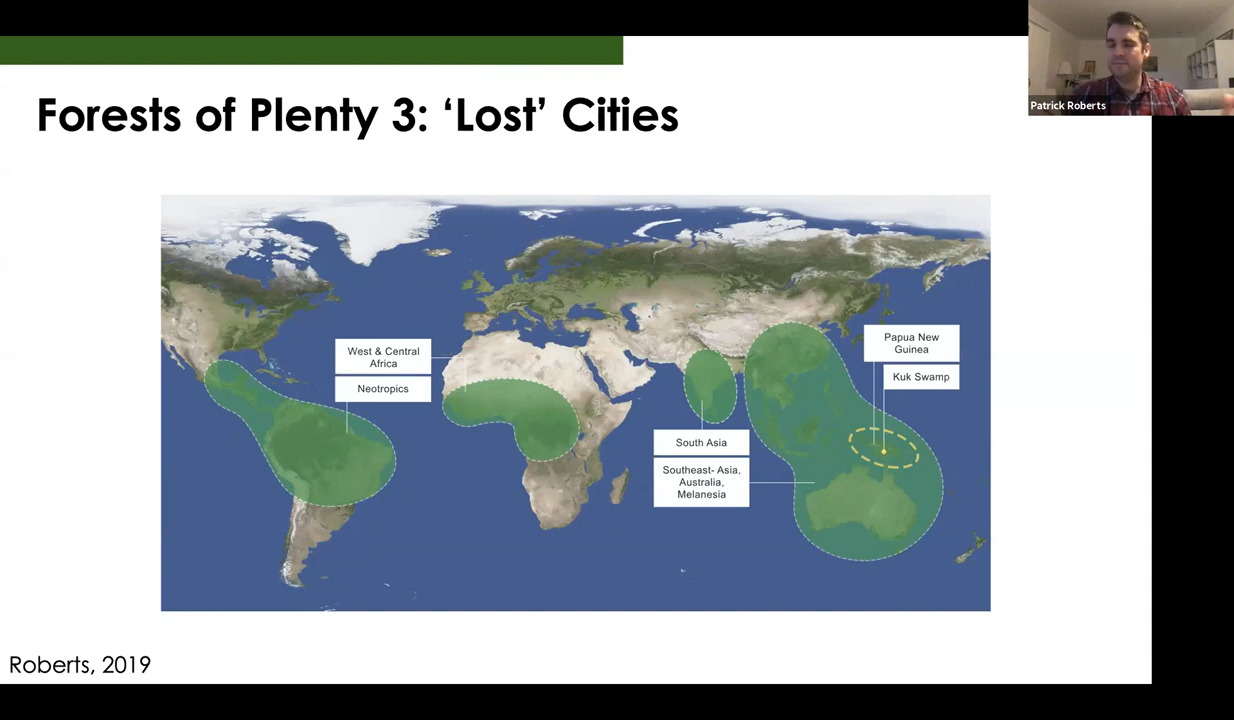 Patrick Roberts
Forests of Plenty 3: ‘Lost’ Cities
West & Central
Africa
Neotropics
Papua New
Guinea
Kuk Swamp
South Asia
Southeast- Asia,
Australia,
Melanesia
Roberts, 2019